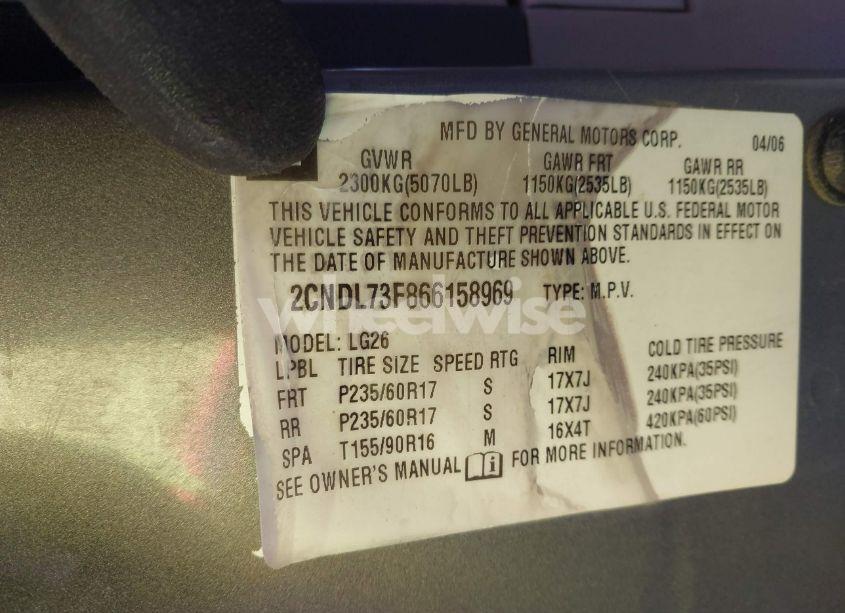 MFD BY GENERAL MOTORS CORP. 04/06
GVWR GAWR FRT GAWR RR
2300KG(5070LB) 1150KG(2535LB) 1150KG(2535LB)
THIS VEHICLE CONFORMS TO ALL APPLICABLE U.S. FEDERAL MOTOR
VEHICLE SAFETY AND THEFT PREVENTION STANDARDS IN EFFECT ON
THE DATE OF MANUFACTURE SHOWN ABOVE.
2CNDL73F866158969 TYPE: M.P.V.
wheelwise
MODEL: LG26
LPBL TIRE SIZE SPEED RTG RIM COLD TIRE PRESSURE
FRT P235/60R17 S 17X7J 240KPA(35PSI)
RR P235/60R17 S 17X7J 240KPA(35PSI)
SPA T155/90R16 M 16X4T 420KPA(60PSI)
SEE OWNER'S MANUAL FOR MORE INFORMATION.